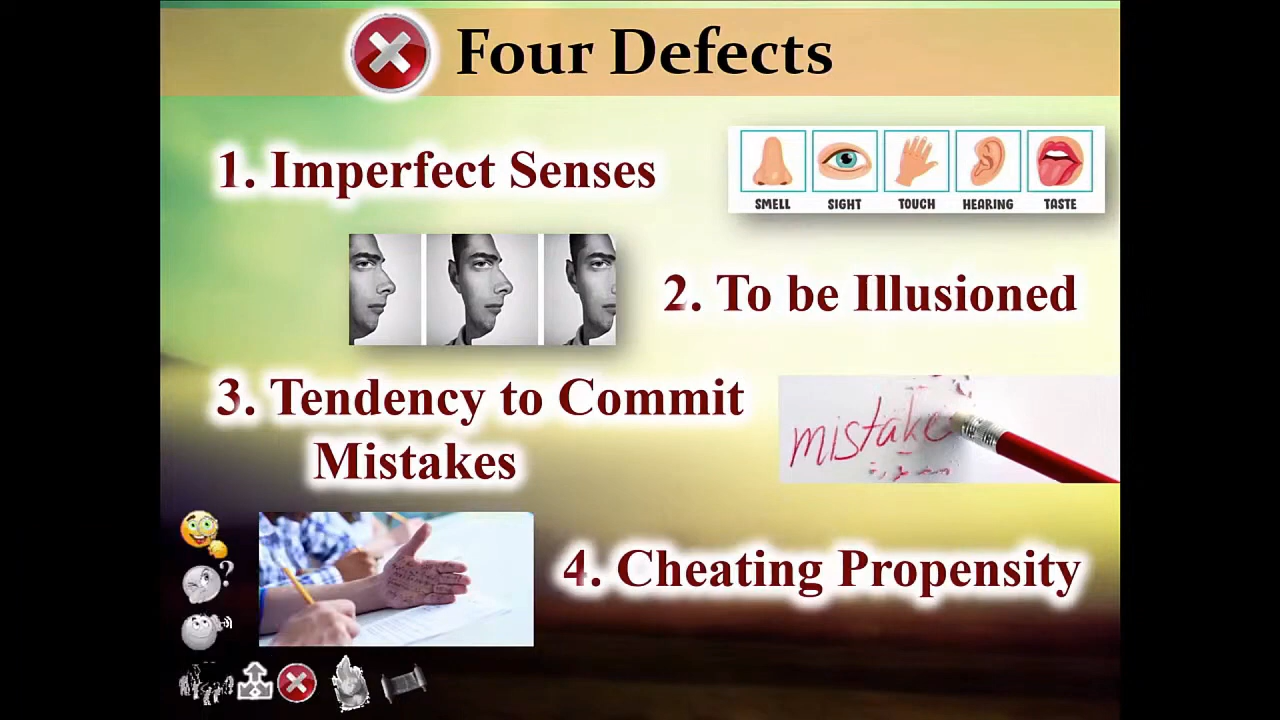 Four Defects
1. Imperfect Senses
SMELL SIGHT TOUCH HEARING TASTE
2. To be Illusioned
3. Tendency to Commit
Mistakes
mistake
4. Cheating Propensity
?